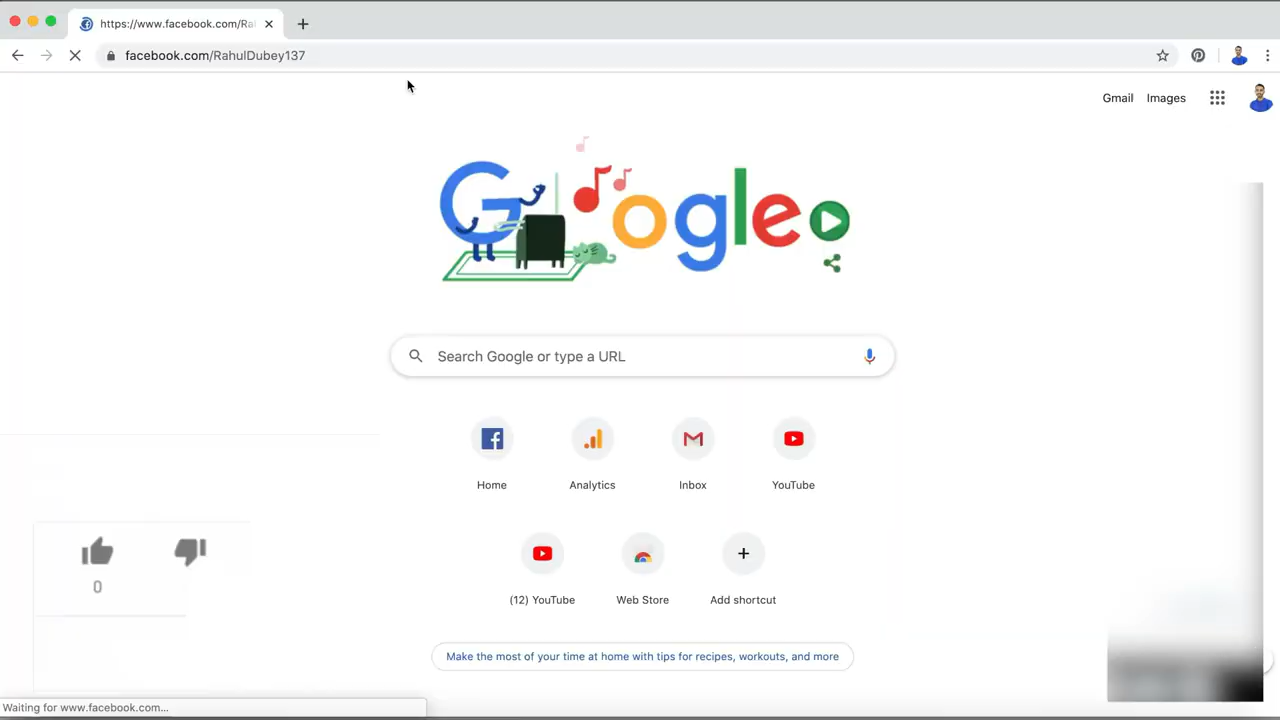 https://www.facebook.com/Ra
facebook.com/RahulDubey137
Gmail Images
Google
Search Google or type a URL
Home Analytics Inbox YouTube
(12) YouTube Web Store Add shortcut
Make the most of your time at home with tips for recipes, workouts, and more
0
Waiting for www.facebook.com...